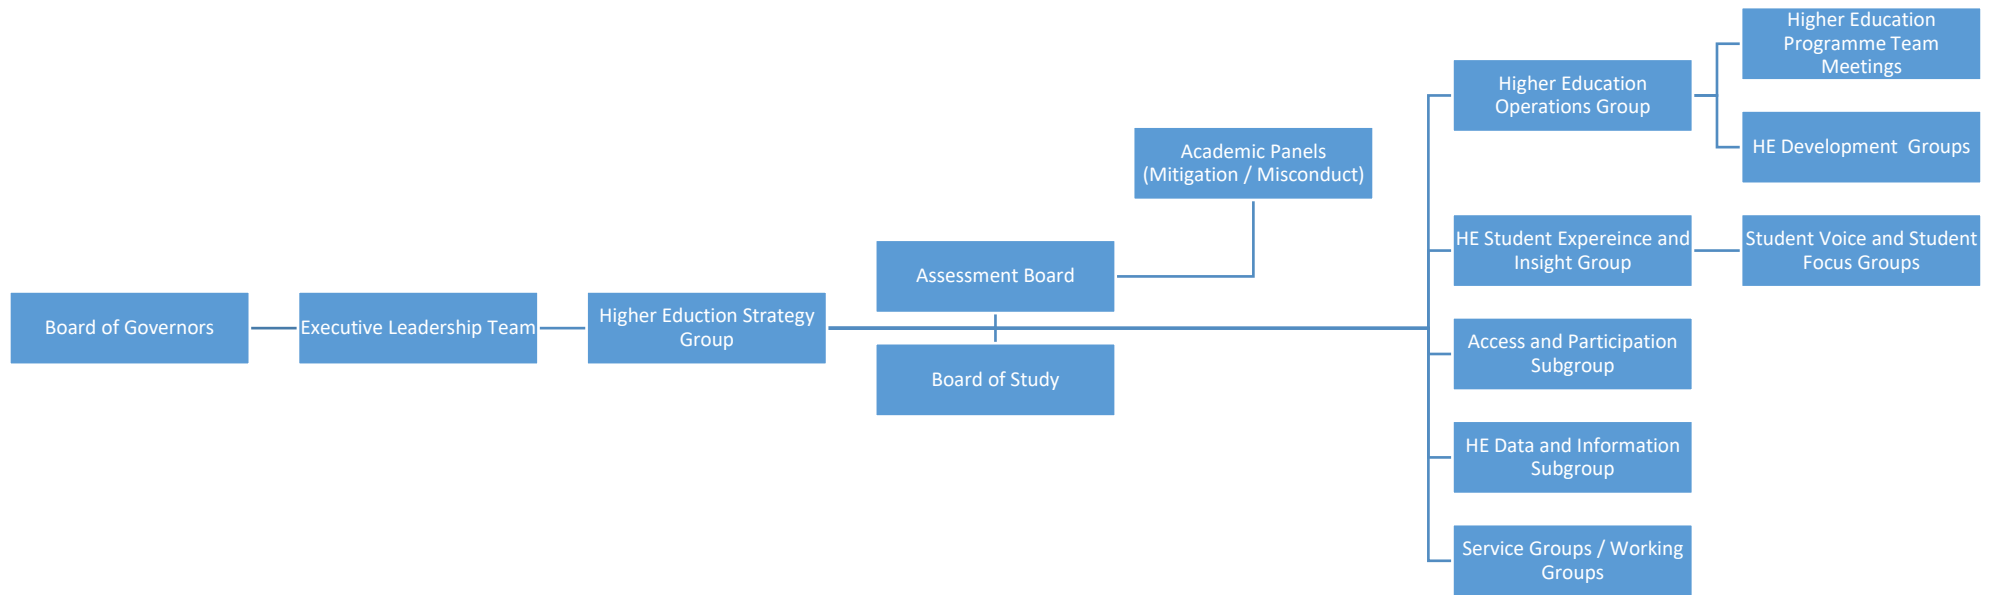 Board of Governors
Executive Leadership Team
Higher Eduction Strategy
Group
Assessment Board
Board of Study
Academic Panels
(Mitigation / Misconduct)
Higher Education
Operations Group
Higher Education
Programme Team
Meetings
HE Development  Groups
HE Student Expereince and
Insight Group
Student Voice and Student
Focus Groups
Access and Participation
Subgroup
HE Data and Information
Subgroup
Service Groups / Working
Groups